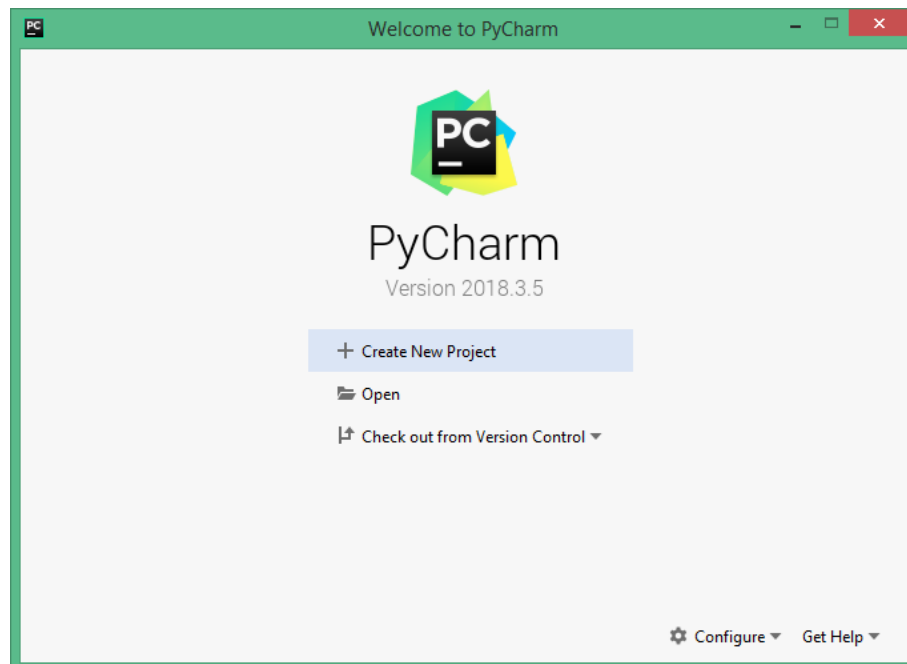 PC
Welcome to PyCharm
PC
PyCharm
Version 2018.3.5
Create New Project
Open
Check out from Version Control
Configure Get Help